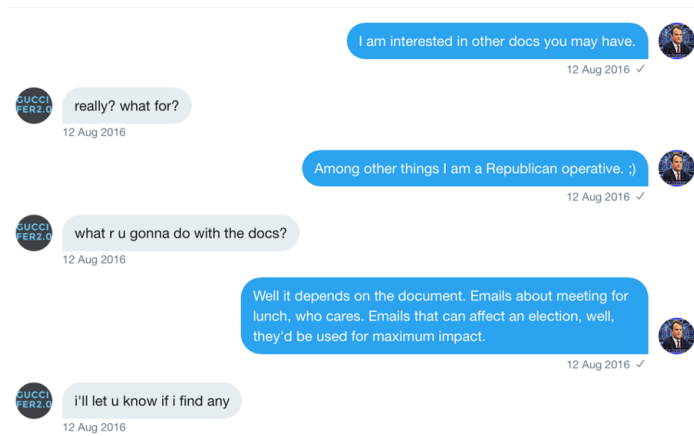 I am interested in other docs you may have.
12 Aug 2016 ✓
GUCCI
FER2.0
really? what for?
12 Aug 2016
Among other things I am a Republican operative. ;)
12 Aug 2016 ✓
GUCCI
FER2.0
what r u gonna do with the docs?
12 Aug 2016
Well it depends on the document. Emails about meeting for
lunch, who cares. Emails that can affect an election, well,
they'd be used for maximum impact.
12 Aug 2016 ✓
GUCCI
FER2.0
i'll let u know if i find any
12 Aug 2016